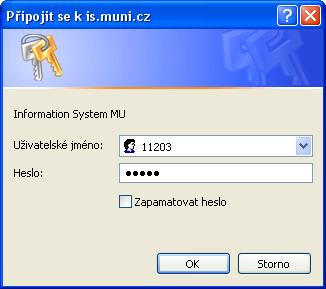 Připojit se k is.muni.cz
Information System MU
Uživatelské jméno: 11203
Heslo: •••••
Zapamatovat heslo
OK Storno